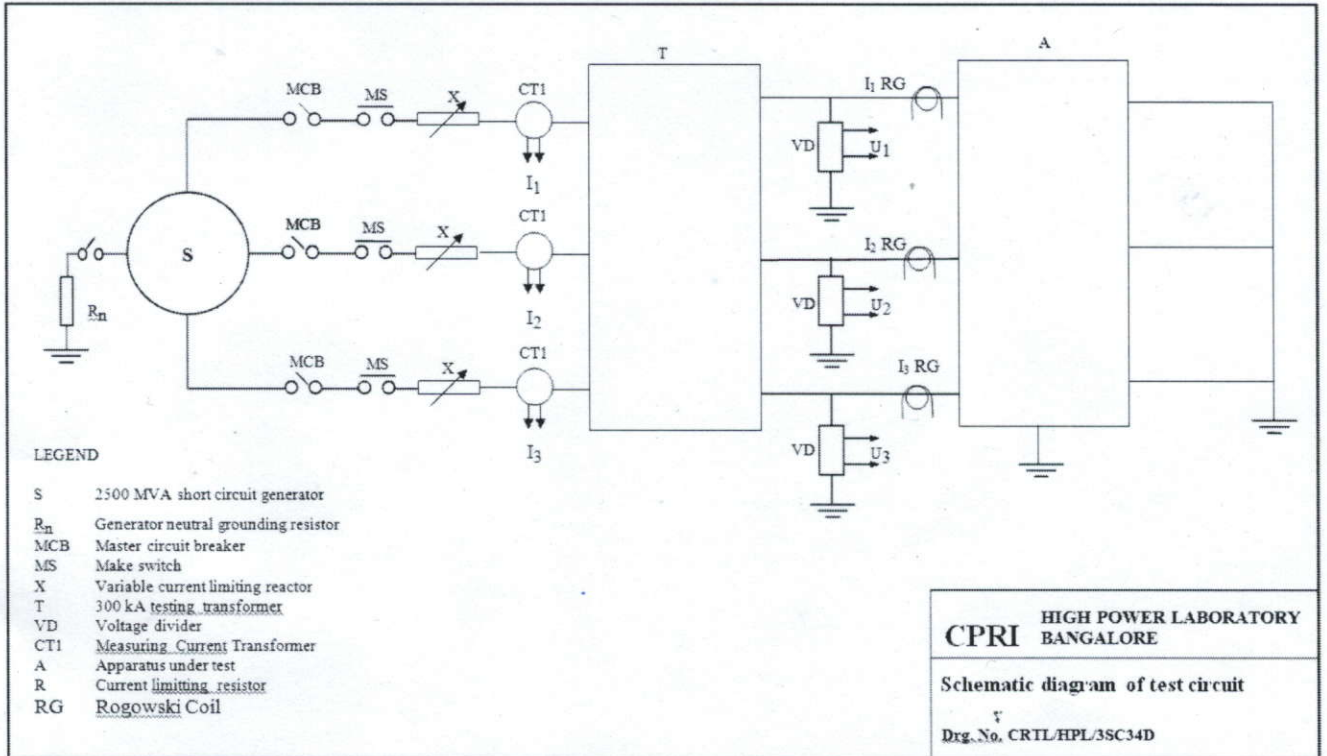 T
A
MCB
MS
X
CT1
I1
I1 RG
VD
U1
S
Rn
MCB
MS
X
CT1
I2
I2 RG
VD
U2
MCB
MS
X
CT1
I3
I3 RG
VD
U3
LEGEND
S 2500 MVA short circuit generator
Rn Generator neutral grounding resistor
MCB Master circuit breaker
MS Make switch
X Variable current limiting reactor
T 300 kA testing transformer
VD Voltage divider
CT1 Measuring Current Transformer
A Apparatus under test
R Current limitting resistor
RG Rogowski Coil
CPRI HIGH POWER LABORATORY
BANGALORE
Schematic diagram of test circuit
Drg. No. CRTL/HPL/3SC34D